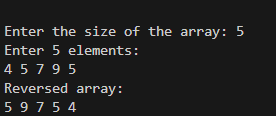 Enter the size of the array: 5
Enter 5 elements:
4 5 7 9 5
Reversed array:
5 9 7 5 4